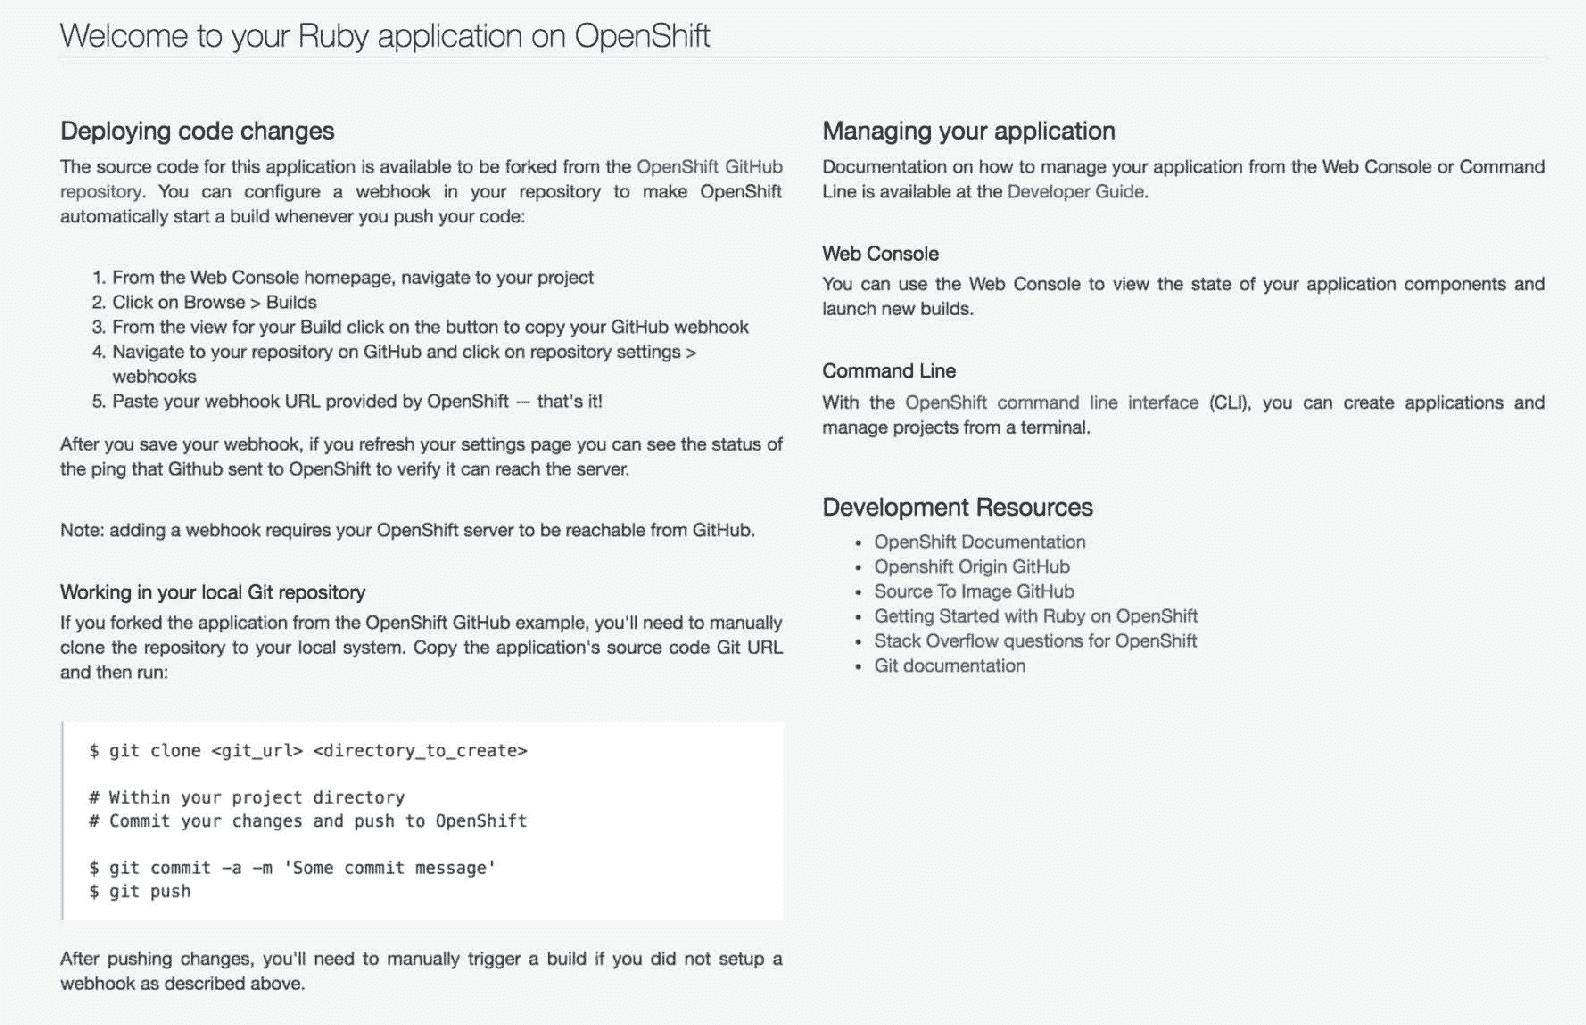 Welcome to your Ruby application on OpenShift
Deploying code changes
The source code for this application is available to be forked from the OpenShift GitHub
repository. You can configure a webhook in your repository to make OpenShift
automatically start a build whenever you push your code:
1. From the Web Console homepage, navigate to your project
2. Click on Browse > Builds
3. From the view for your Build click on the button to copy your GitHub webhook
4. Navigate to your repository on GitHub and click on repository settings >
webhooks
5. Paste your webhook URL provided by OpenShift — that's it!
After you save your webhook, if you refresh your settings page you can see the status of
the ping that Github sent to OpenShift to verify it can reach the server.
Note: adding a webhook requires your OpenShift server to be reachable from GitHub.
Working in your local Git repository
If you forked the application from the OpenShift GitHub example, you'll need to manually
clone the repository to your local system. Copy the application's source code Git URL
and then run:
$ git clone <git_url> <directory_to_create>
# Within your project directory
# Commit your changes and push to OpenShift
$ git commit -a -m 'Some commit message'
$ git push
After pushing changes, you'll need to manually trigger a build if you did not setup a
webhook as described above.
Managing your application
Documentation on how to manage your application from the Web Console or Command
Line is available at the Developer Guide.
Web Console
You can use the Web Console to view the state of your application components and
launch new builds.
Command Line
With the OpenShift command line interface (CLI), you can create applications and
manage projects from a terminal.
Development Resources
• OpenShift Documentation
• Openshift Origin GitHub
• Source To Image GitHub
• Getting Started with Ruby on OpenShift
• Stack Overflow questions for OpenShift
• Git documentation